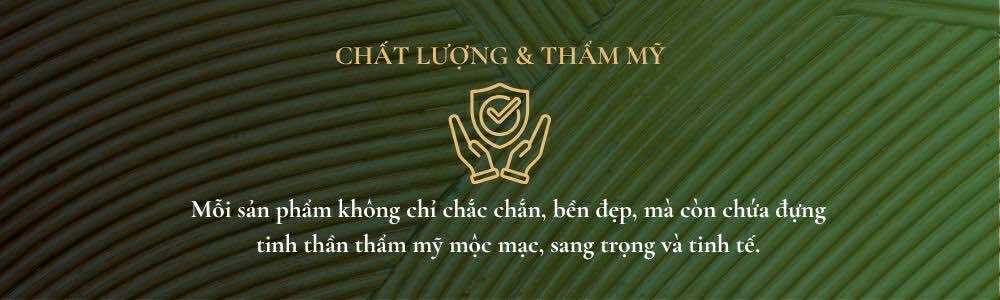 CHẤT LƯỢNG & THẨM MỸ
Mỗi sản phẩm không chỉ chắc chắn, bền đẹp, mà còn chứa đựng
tinh thần thẩm mỹ mộc mạc, sang trọng và tinh tế.